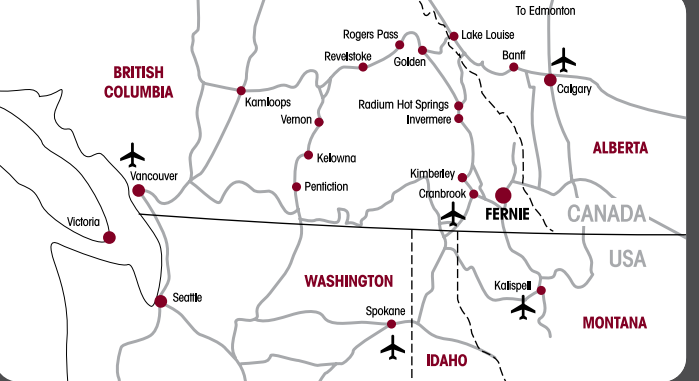 To Edmonton
Rogers Pass
Lake Louise
Revelstoke
Golden
Banff
BRITISH
COLUMBIA
Calgary
Kamloops
Radium Hot Springs
Vernon
Invermere
ALBERTA
Kelowna
Vancouver
Kimberley
Pentiction
Cranbrook
FERNIE
CANADA
Victoria
USA
WASHINGTON
Kalispell
Seattle
Spokane
MONTANA
IDAHO